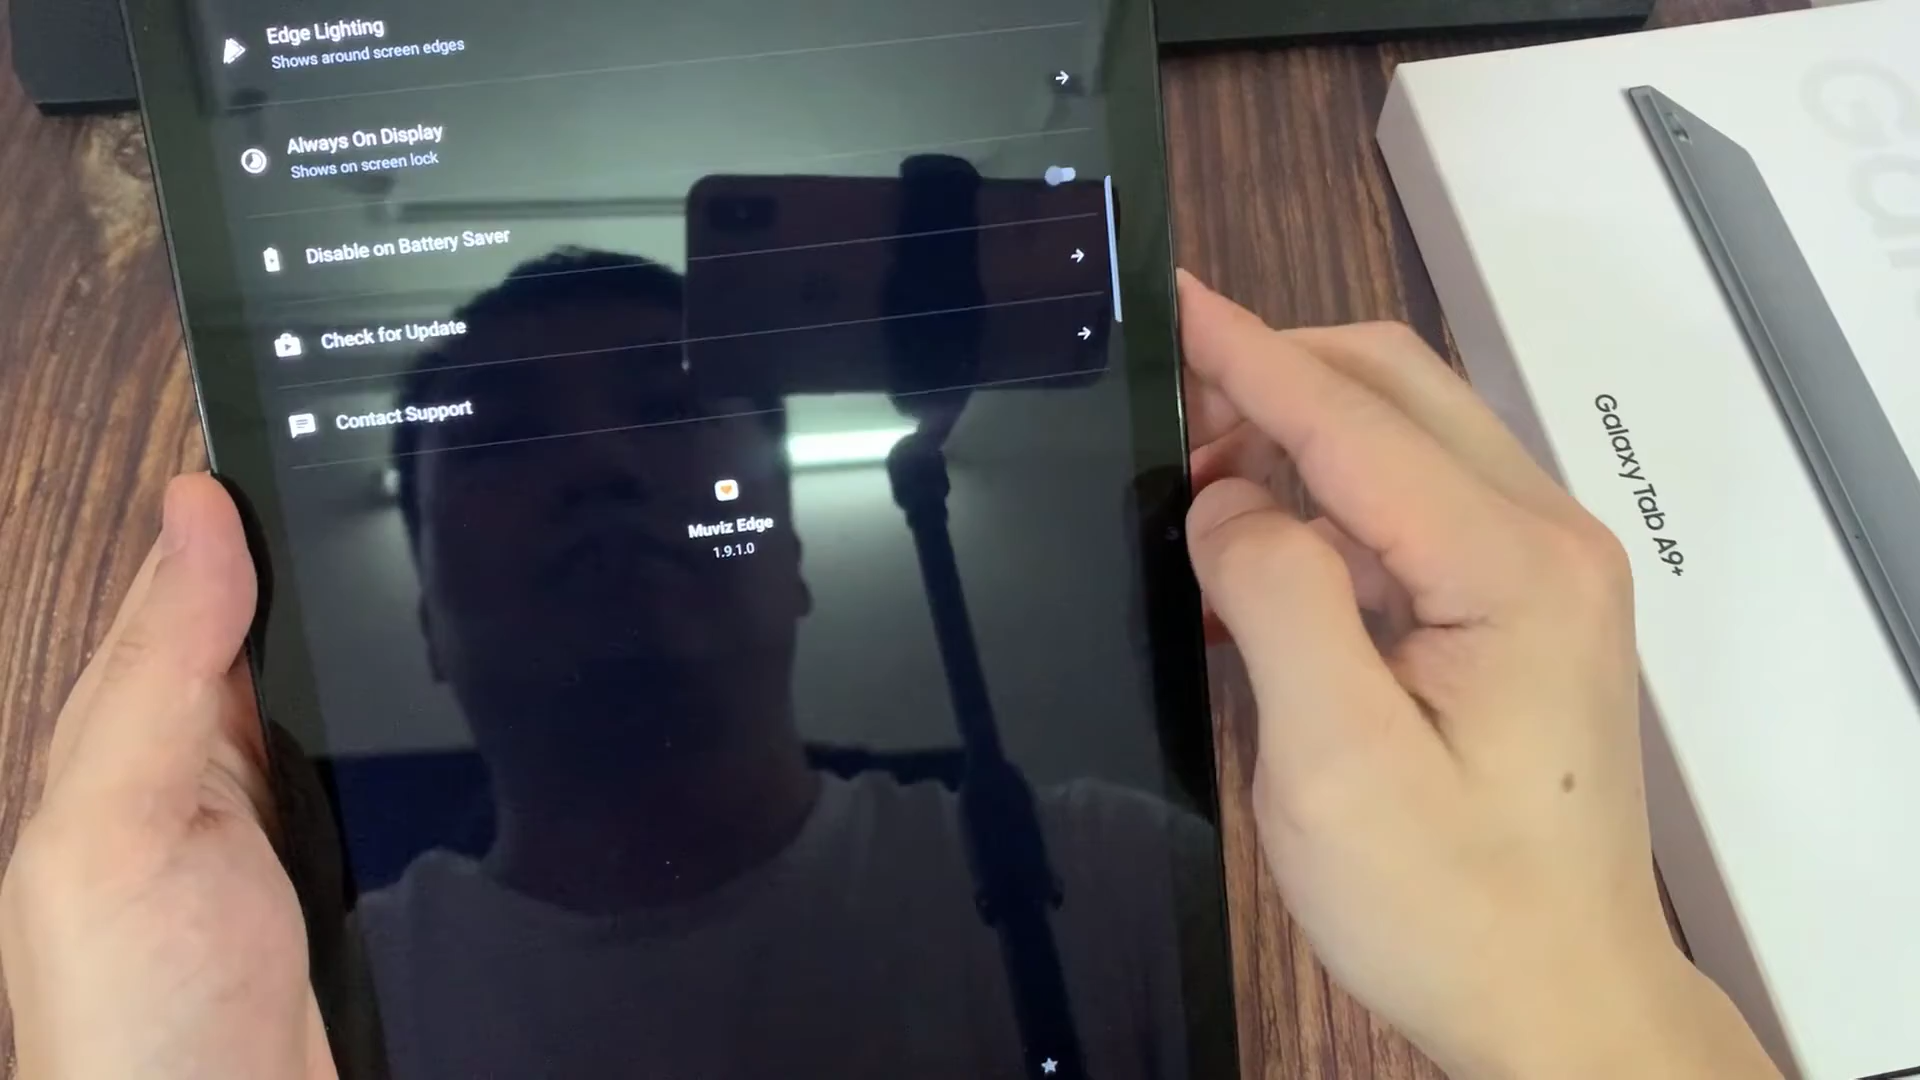 Edge Lighting
Shows around screen edges
Always On Display
Shows on screen lock
Disable on Battery Saver
Check for Update
Contact Support
Muviz Edge
1.9.1.0
Galaxy Tab A9+